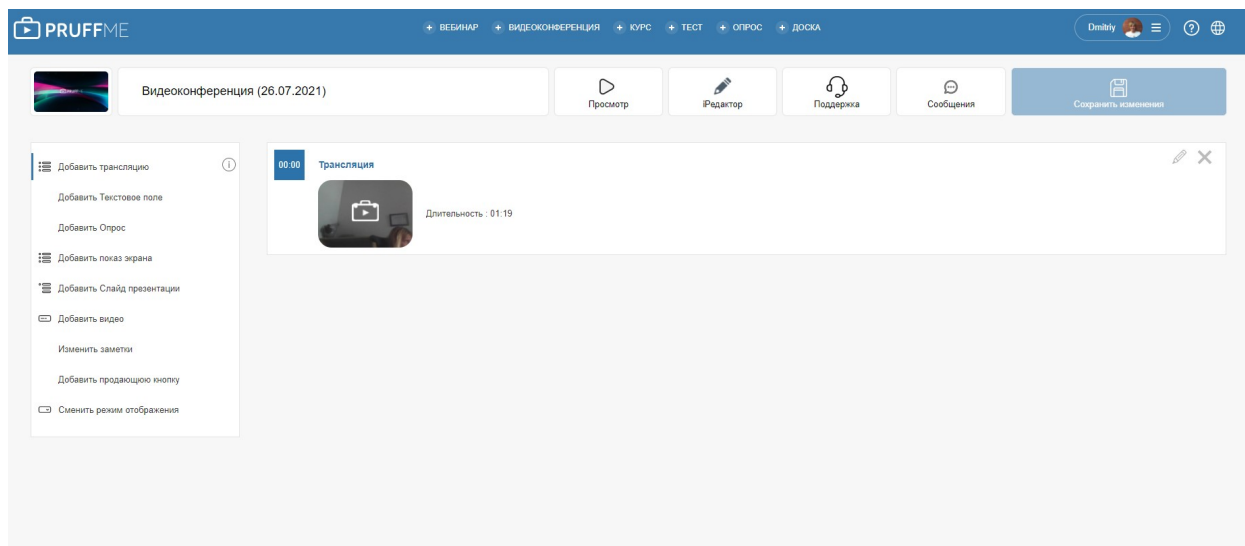 PRUFFME
+ ВЕБИНАР + ВИДЕОКОНФЕРЕНЦИЯ + КУРС + ТЕСТ + ОПРОС + ДОСКА
Dmitriy
Видеоконференция (26.07.2021)
Просмотр
iРедактор
Поддержка
Сообщения
Сохранить изменения
Добавить трансляцию
Добавить Текстовое поле
Добавить Опрос
Добавить показ экрана
Добавить Слайд презентации
Добавить видео
Изменить заметки
Добавить продающую кнопку
Сменить режим отображения
00:00 Трансляция
Длительность : 01:19